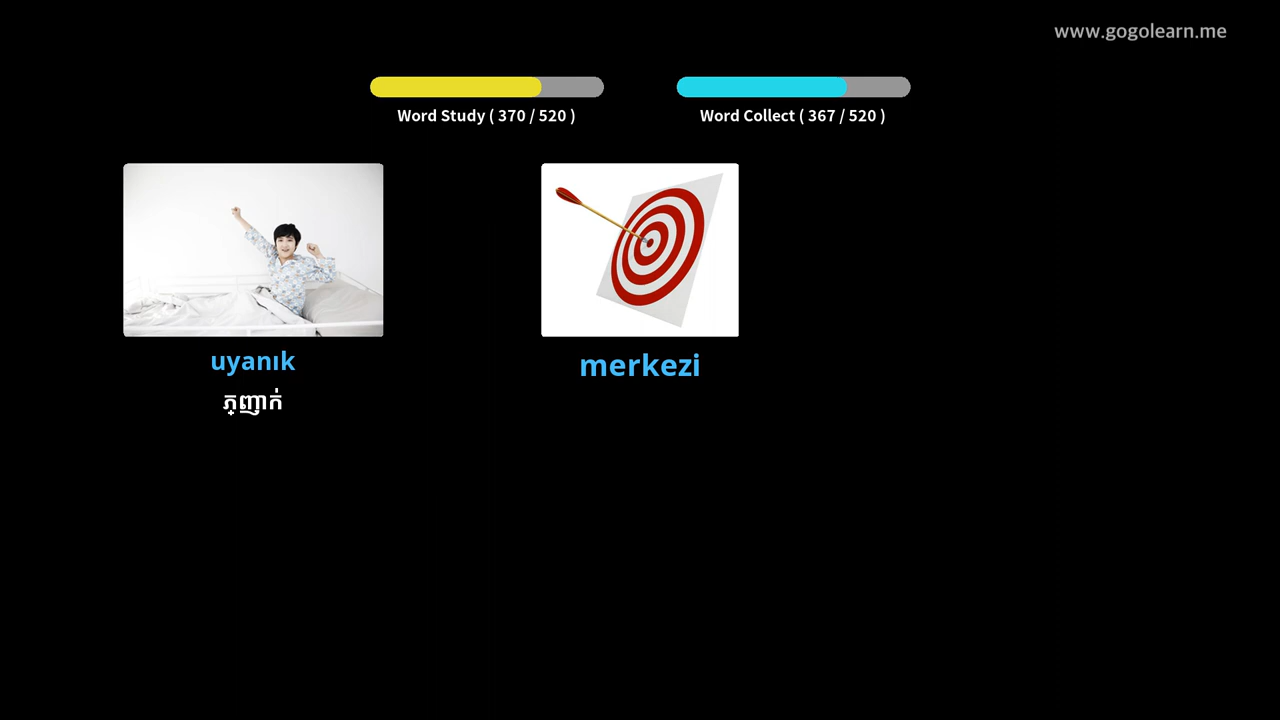 www.gogolearn.me
Word Study ( 370 / 520 )
Word Collect ( 367 / 520 )
uyanık
merkezi
ភ្ញាក់